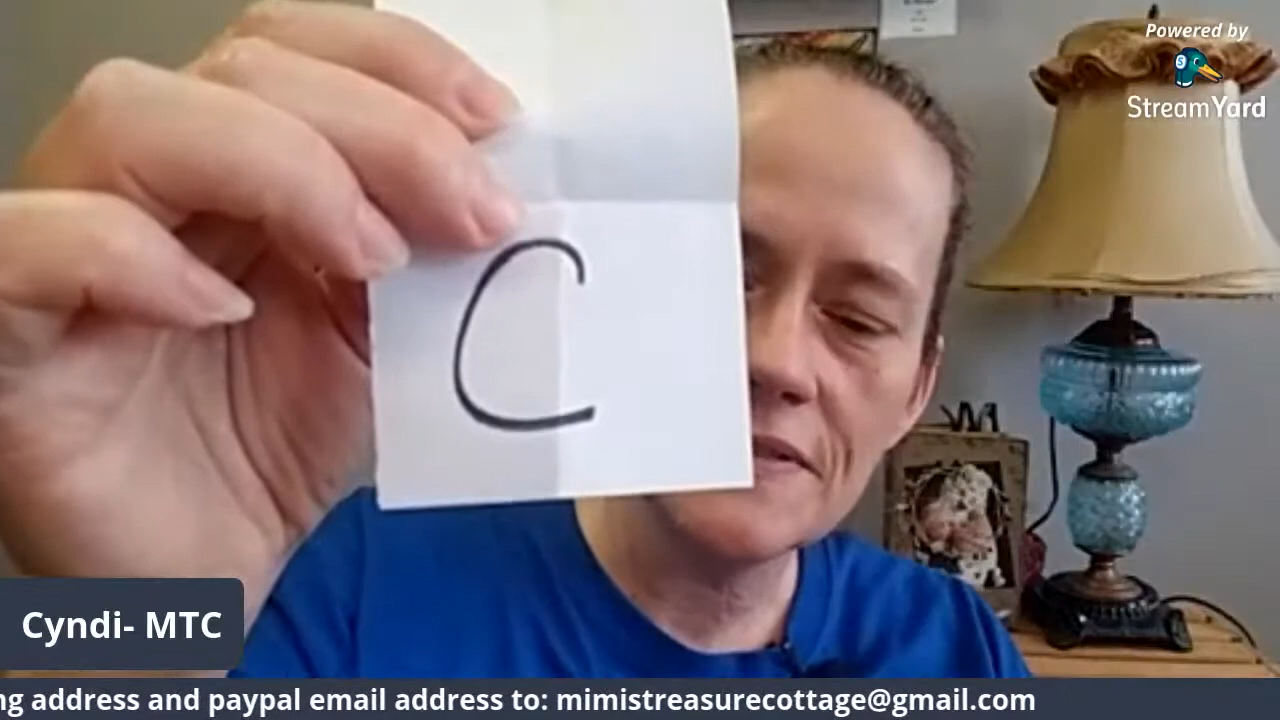 Powered by
StreamYard
C
Cyndi- MTC
ng address and paypal email address to: mimistreasurecottage@gmail.com